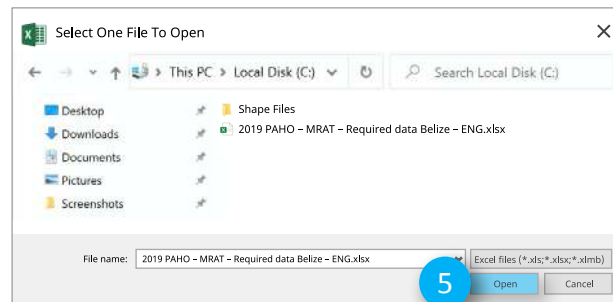 Select One File To Open
This PC > Local Disk (C:)
Search Local Disk (C:)
Desktop
Downloads
Documents
Pictures
Screenshots
Shape Files
2019 PAHO – MRAT – Required data Belize – ENG.xlsx
File name:
2019 PAHO – MRAT – Required data Belize – ENG.xlsx
Excel files (*.xls;*.xlsx;*.xlmb)
5
Open
Cancel